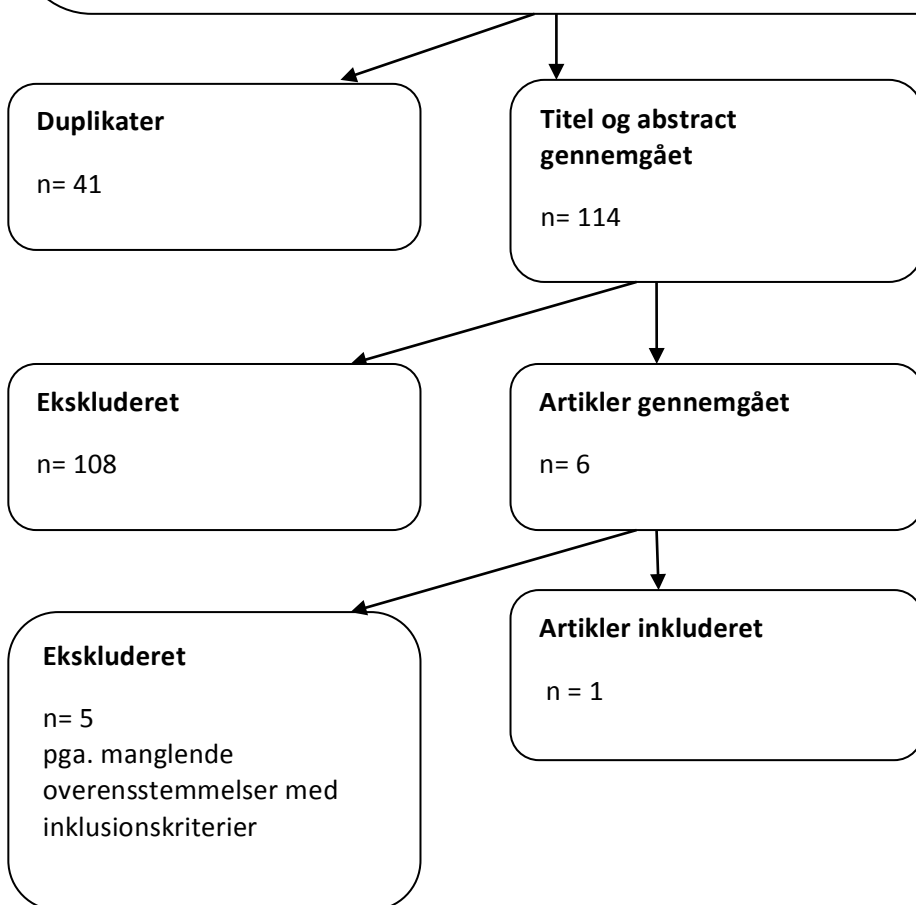 Duplikater
n= 41
Titel og abstract
gennemgået
n= 114
Ekskluderet
n= 108
Artikler gennemgået
n= 6
Ekskluderet
n= 5
pga. manglende
overensstemmelser med
inklusionskriterier
Artikler inkluderet
n = 1